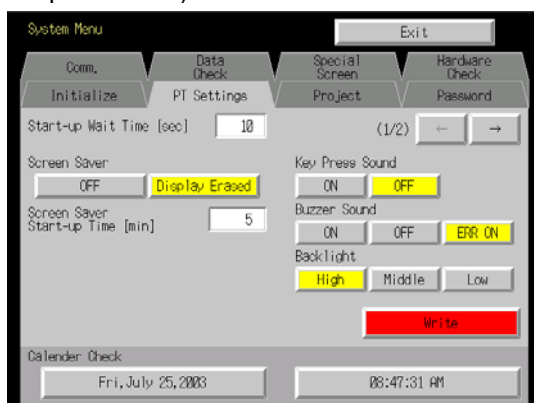 System Menu
Exit
Comm.
Data Check
Special Screen
Hardware Check
Initialize
PT Settings
Project
Password
Start-up Wait Time [sec]
10
(1/2)
←
→
Screen Saver
OFF
Display Erased
Key Press Sound
ON
OFF
Screen Saver
Start-up Time [min]
5
Buzzer Sound
ON
OFF
ERR ON
Backlight
High
Middle
Low
Write
Calender Check
Fri,July 25,2003
08:47:31 AM